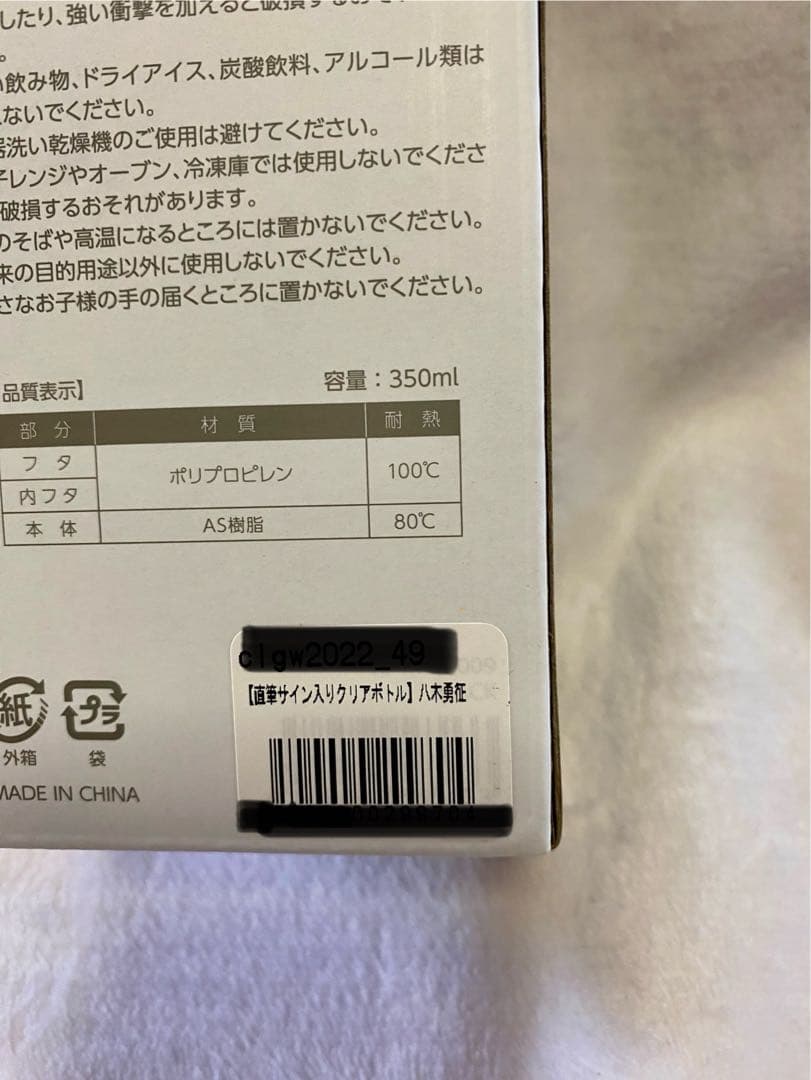 したり、強い衝撃を加えると破損するおそ
。
い飲み物、ドライアイス、炭酸飲料、アルコール類は
ないでください。
器洗い乾燥機のご使用は避けてください。
子レンジやオーブン、冷凍庫では使用しないでくださ
破損するおそれがあります。
のそばや高温になるところには置かないでください。
来の目的用途以外に使用しないでください。
さなお子様の手の届くところに置かないでください。
品質表示】 容量：350ml
部 分 材 質 耐 熱
フ タ ポリプロピレン 100℃
内フタ
本 体 AS樹脂 80℃
clgw2022_49
【直筆サイン入りクリアボトル】八木勇征
紙 プラ
外箱 袋
MADE IN CHINA